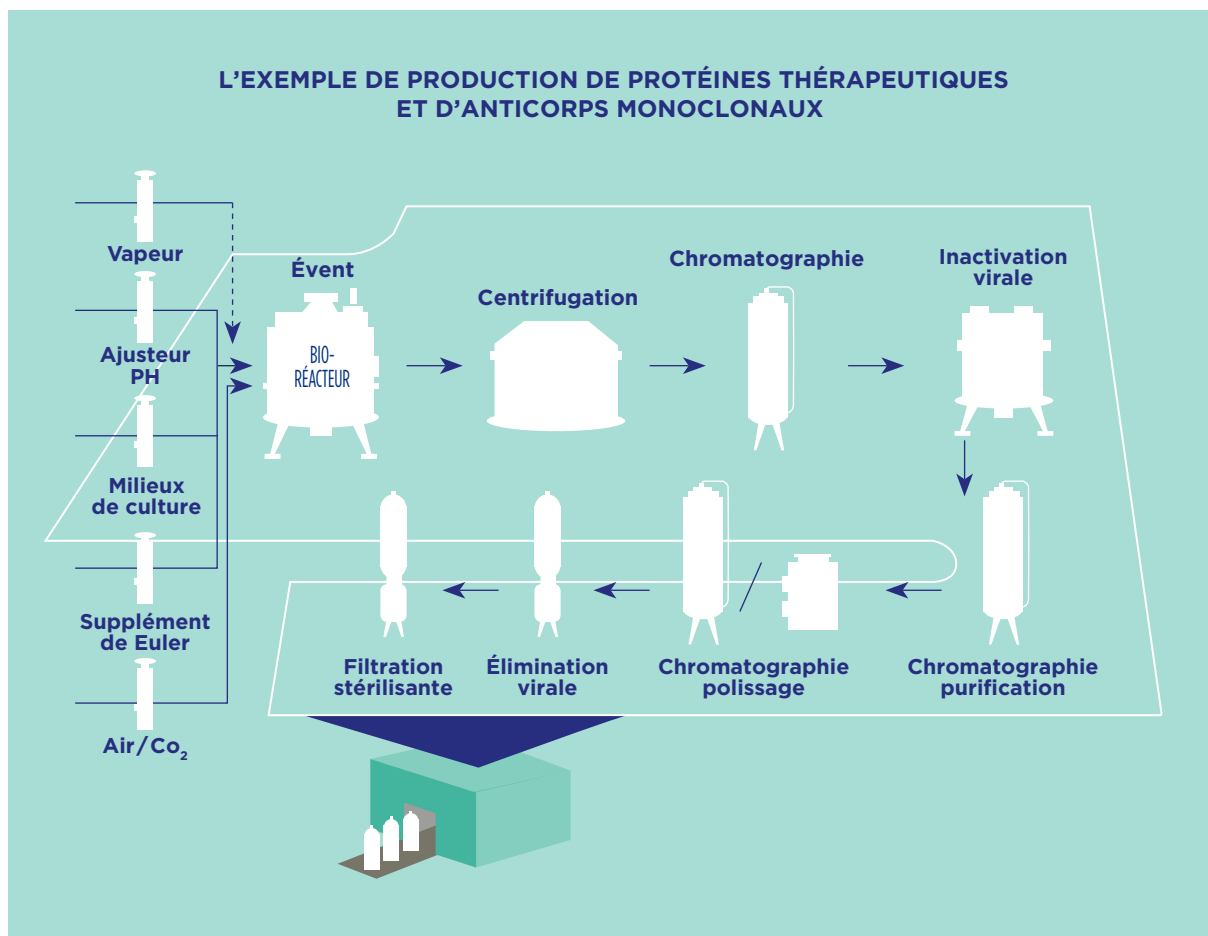 L’EXEMPLE DE PRODUCTION DE PROTÉINES THÉRAPEUTIQUES
ET D’ANTICORPS MONOCLONAUX
Vapeur
Ajusteur
PH
Milieux
de culture
Supplément
de Euler
Air/Co₂
Évent
BIO-
RÉACTEUR
Centrifugation
Chromatographie
Inactivation
virale
Chromatographie
purification
Chromatographie
polissage
Élimination
virale
Filtration
stérilisante